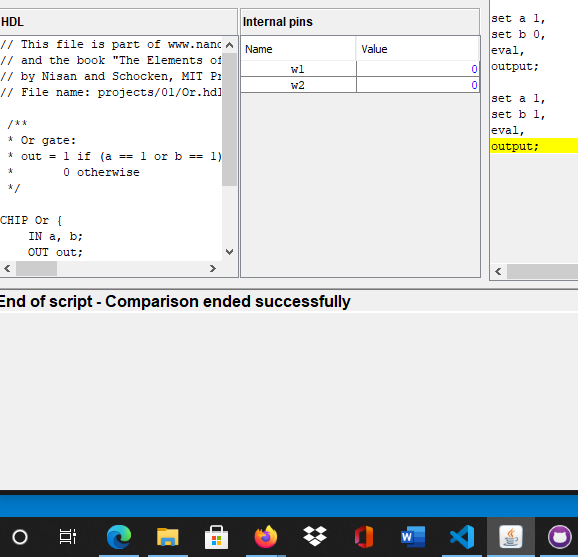 HDL
// This file is part of www.nand
// and the book "The Elements of
// by Nisan and Schocken, MIT Pr
// File name: projects/01/Or.hdl
/**
* Or gate:
* out = 1 if (a == 1 or b == 1)
* 0 otherwise
*/
CHIP Or {
IN a, b;
OUT out;
Internal pins
Name Value
w1 0
w2 0
set a 1,
set b 0,
eval,
output;
set a 1,
set b 1,
eval,
output;
End of script - Comparison ended successfully